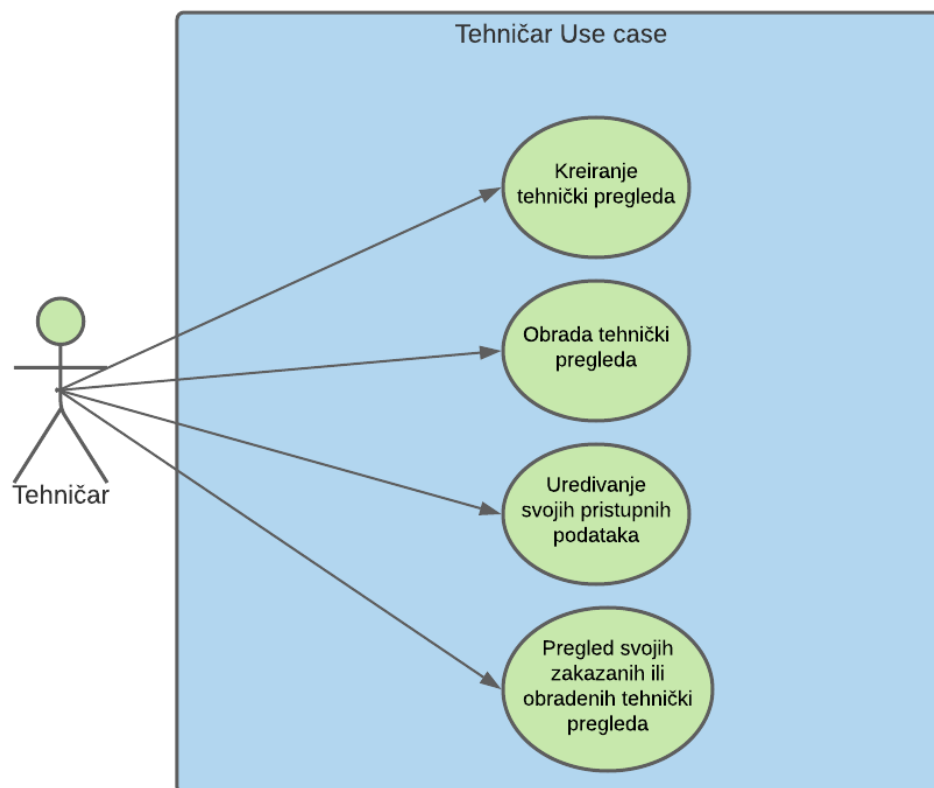 Tehničar Use case
Kreiranje
tehnički pregleda
Obrada tehnički
pregleda
Uredivanje
svojih pristupnih
podataka
Tehničar
Pregled svojih
zakazanih ili
obradenih tehnički
pregleda